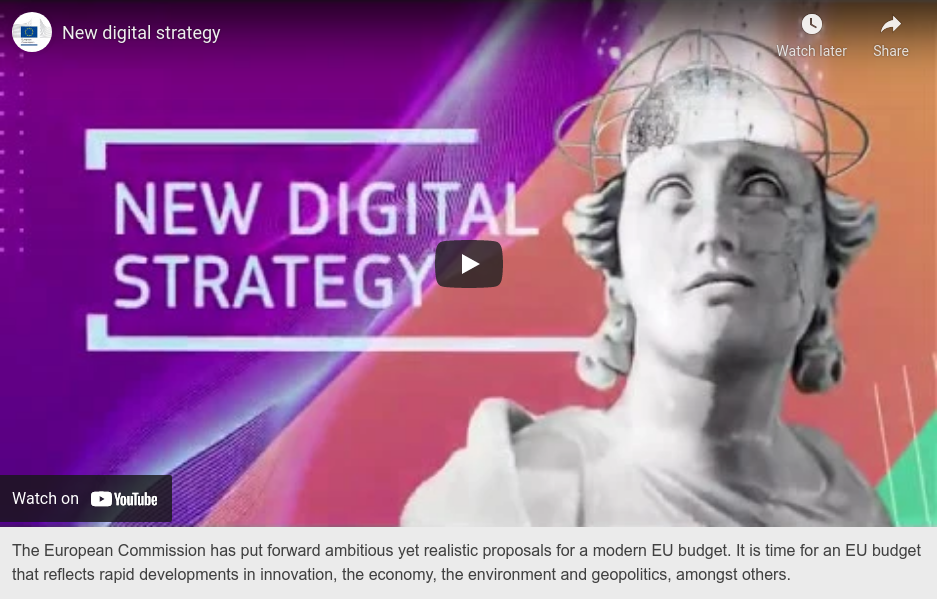 New digital strategy
Watch later
Share
NEW DIGITAL
STRATEGY
Watch on YouTube
The European Commission has put forward ambitious yet realistic proposals for a modern EU budget. It is time for an EU budget
that reflects rapid developments in innovation, the economy, the environment and geopolitics, amongst others.